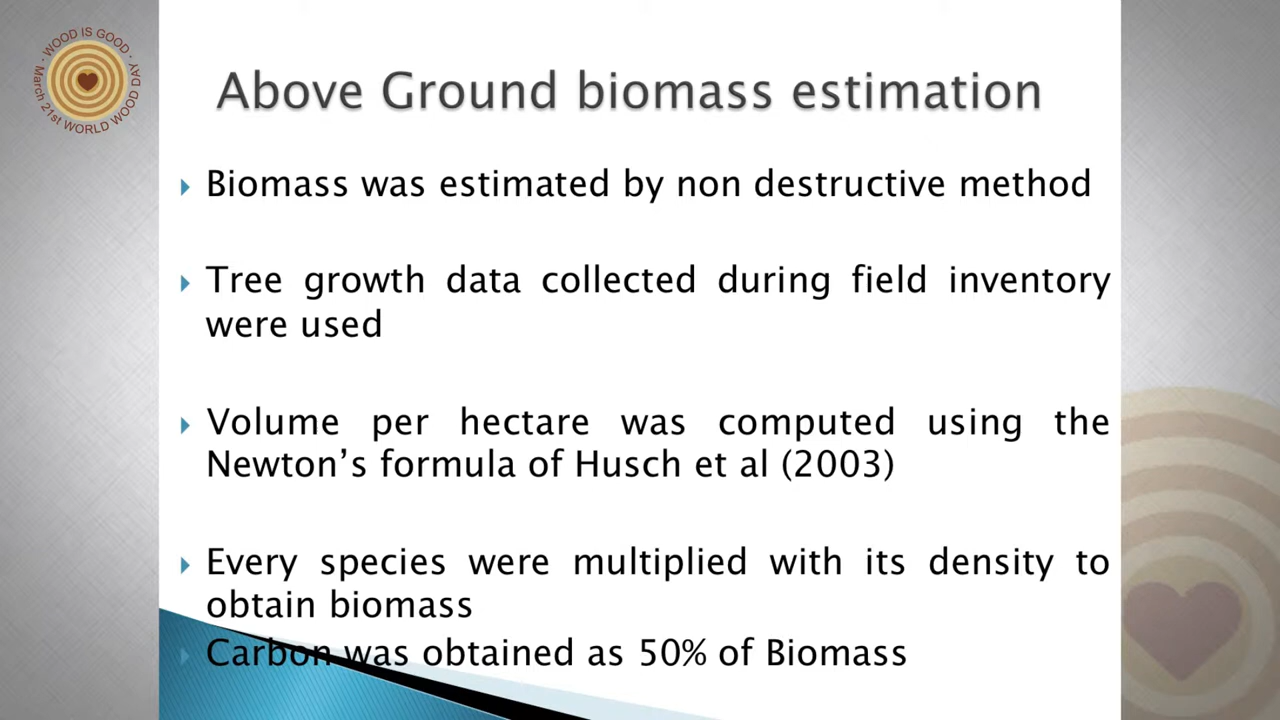 WOOD IS GOOD
March 21st WORLD WOOD DAY
Above Ground biomass estimation
Biomass was estimated by non destructive method
Tree growth data collected during field inventory
were used
Volume per hectare was computed using the
Newton’s formula of Husch et al (2003)
Every species were multiplied with its density to
obtain biomass
Carbon was obtained as 50% of Biomass